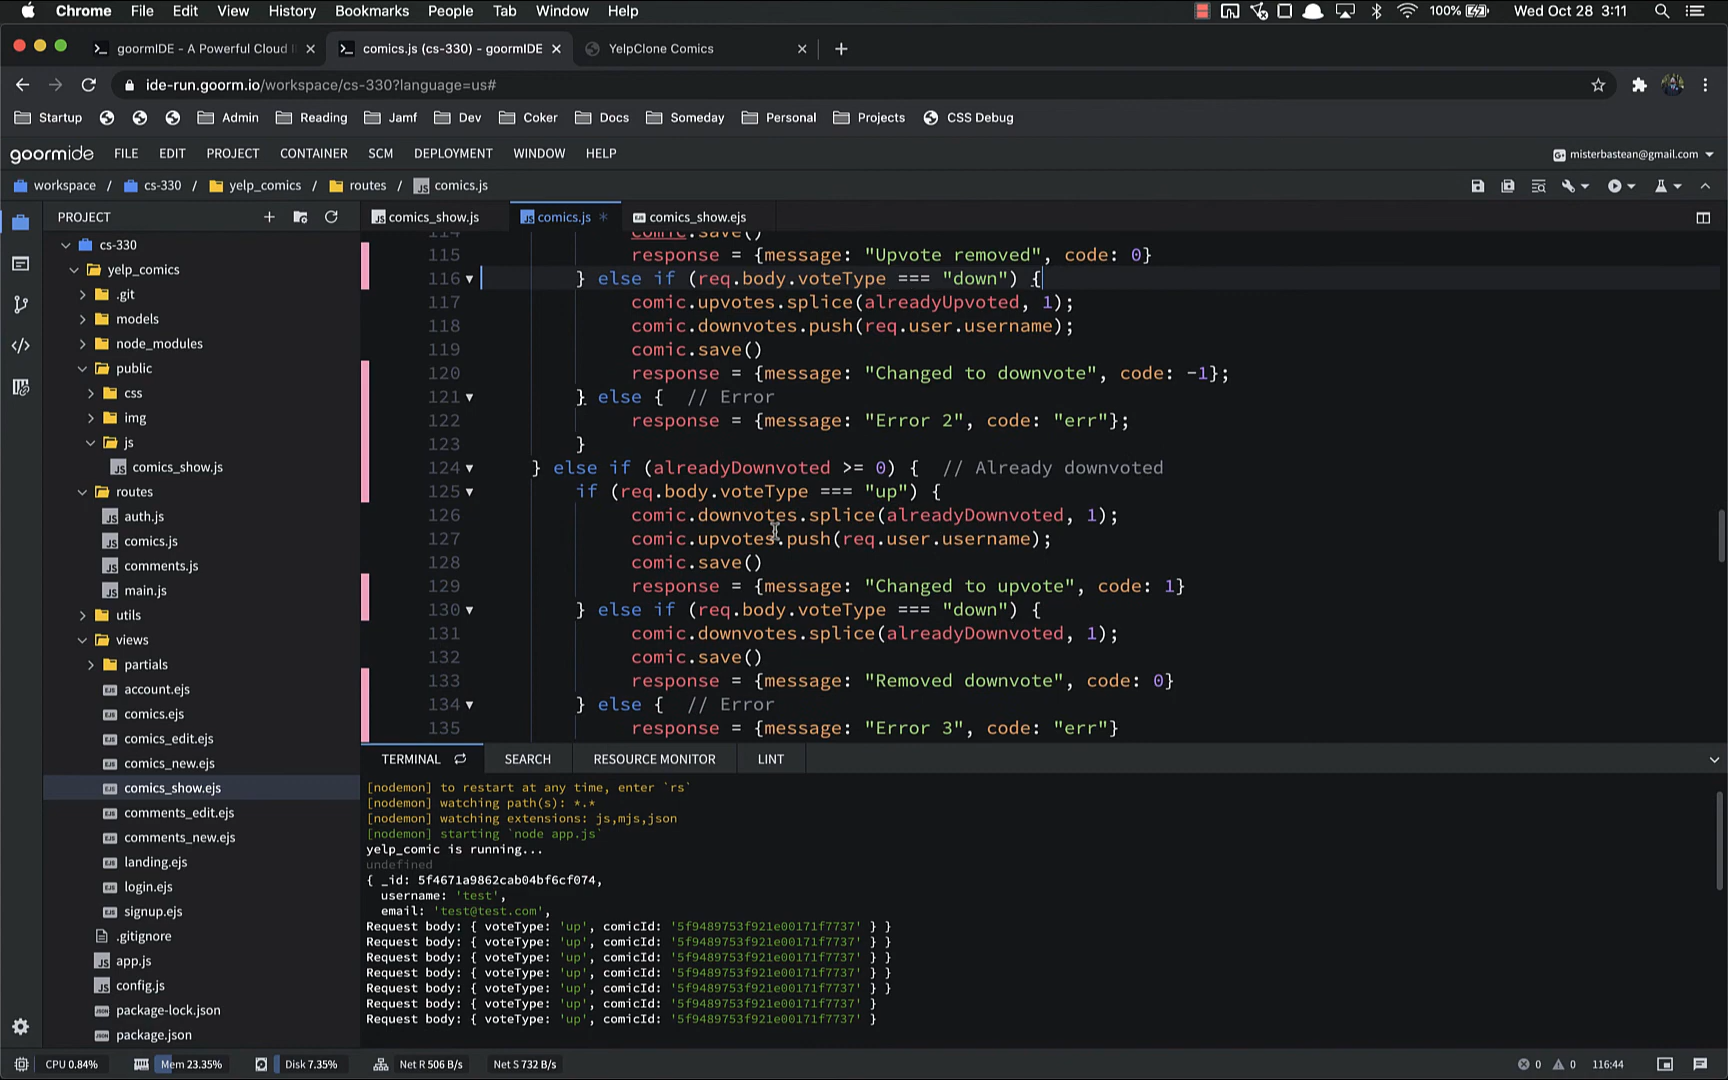 Chrome File Edit View History Bookmarks People Tab Window Help 100% Wed Oct 28 3:11
goormIDE - A Powerful Cloud I
comics.js (cs-330) - goormIDE
YelpClone Comics
ide-run.goorm.io/workspace/cs-330?language=us#
Startup Admin Reading Jamf Dev Coker Docs Someday Personal Projects CSS Debug
goormide FILE EDIT PROJECT CONTAINER SCM DEPLOYMENT WINDOW HELP misterbastean@gmail.com
workspace / cs-330 / yelp_comics / routes / comics.js
PROJECT
cs-330
yelp_comics
.git
models
node_modules
public
css
img
js
comics_show.js
routes
auth.js
comics.js
comments.js
main.js
utils
views
partials
account.ejs
comics.ejs
comics_edit.ejs
comics_new.ejs
comics_show.ejs
comments_edit.ejs
comments_new.ejs
landing.ejs
login.ejs
signup.ejs
.gitignore
app.js
config.js
package-lock.json
package.json
comics_show.js comics.js * comics_show.ejs
114 comic.save()
115 response = {message: "Upvote removed", code: 0}
116 } else if (req.body.voteType === "down") {
117 comic.upvotes.splice(alreadyUpvoted, 1);
118 comic.downvotes.push(req.user.username);
119 comic.save()
120 response = {message: "Changed to downvote", code: -1};
121 } else { // Error
122 response = {message: "Error 2", code: "err"};
123 }
124 } else if (alreadyDownvoted >= 0) { // Already downvoted
125 if (req.body.voteType === "up") {
126 comic.downvotes.splice(alreadyDownvoted, 1);
127 comic.upvotes.push(req.user.username);
128 comic.save()
129 response = {message: "Changed to upvote", code: 1}
130 } else if (req.body.voteType === "down") {
131 comic.downvotes.splice(alreadyDownvoted, 1);
132 comic.save()
133 response = {message: "Removed downvote", code: 0}
134 } else { // Error
135 response = {message: "Error 3", code: "err"}
TERMINAL SEARCH RESOURCE MONITOR LINT
[nodemon] to restart at any time, enter `rs`
[nodemon] watching path(s): *.*
[nodemon] watching extensions: js,mjs,json
[nodemon] starting `node app.js`
yelp_comic is running...
undefined
{ _id: 5f4671a9862cab04bf6cf074,
username: 'test',
email: 'test@test.com',
Request body: { voteType: 'up', comicId: '5f9489753f921e00171f7737' } }
Request body: { voteType: 'up', comicId: '5f9489753f921e00171f7737' } }
Request body: { voteType: 'up', comicId: '5f9489753f921e00171f7737' } }
Request body: { voteType: 'up', comicId: '5f9489753f921e00171f7737' } }
Request body: { voteType: 'up', comicId: '5f9489753f921e00171f7737' } }
Request body: { voteType: 'up', comicId: '5f9489753f921e00171f7737' }
Request body: { voteType: 'up', comicId: '5f9489753f921e00171f7737' }
CPU 0.84% Mem 23.35% Disk 7.35% Net R 506 B/s Net S 732 B/s 0 0 116:44